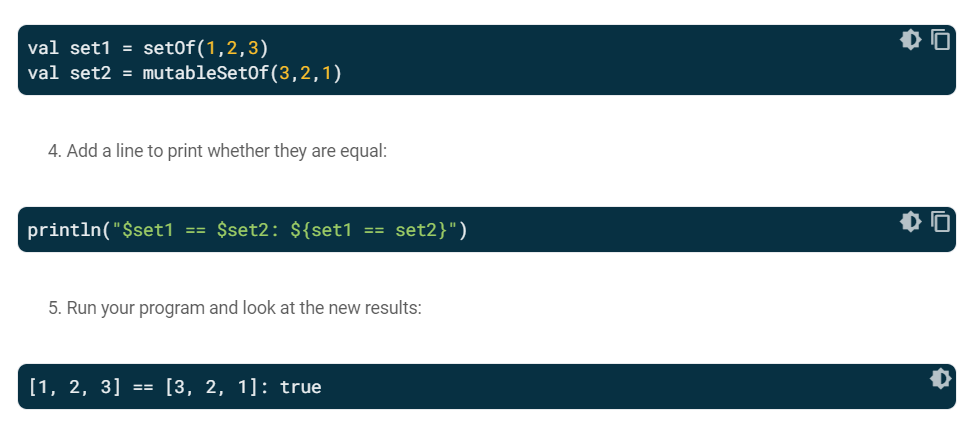 val set1 = setOf(1,2,3)
val set2 = mutableSetOf(3,2,1)
4. Add a line to print whether they are equal:
println("$set1 == $set2: ${set1 == set2}")
5. Run your program and look at the new results:
[1, 2, 3] == [3, 2, 1]: true